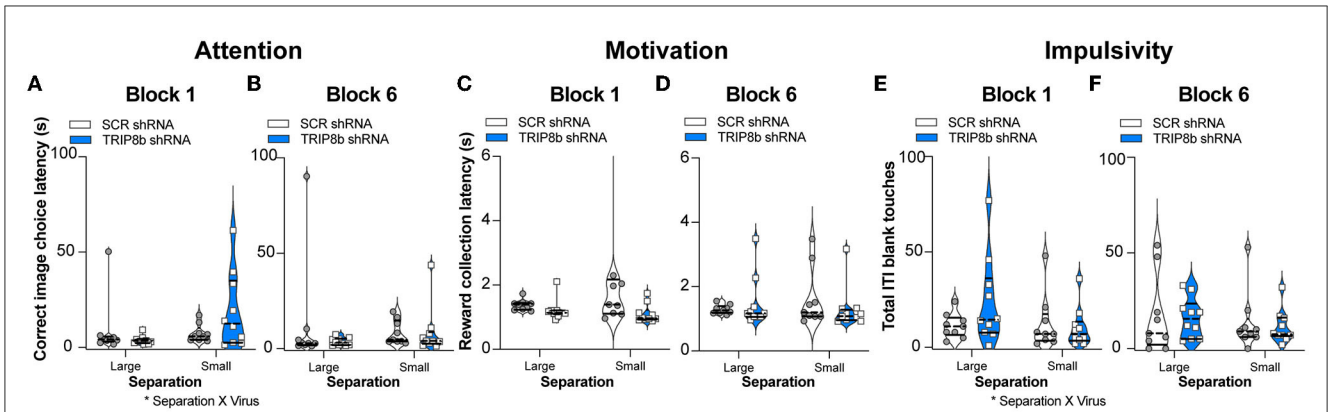 Attention
Motivation
Impulsivity
A
Block 1
B
Block 6
C
Block 1
D
Block 6
E
Block 1
F
Block 6
SCR shRNA
TRIP8b shRNA
SCR shRNA
TRIP8b shRNA
SCR shRNA
TRIP8b shRNA
SCR shRNA
TRIP8b shRNA
SCR shRNA
TRIP8b shRNA
SCR shRNA
TRIP8b shRNA
Correct image choice latency (s)
100
50
0
Large
Small
Separation
* Separation X Virus
100
50
0
Large
Small
Separation
Reward collection latency (s)
6
4
2
0
Large
Small
Separation
6
4
2
0
Large
Small
Separation
Total ITI blank touches
100
50
0
Large
Small
Separation
* Separation X Virus
100
50
0
Large
Small
Separation